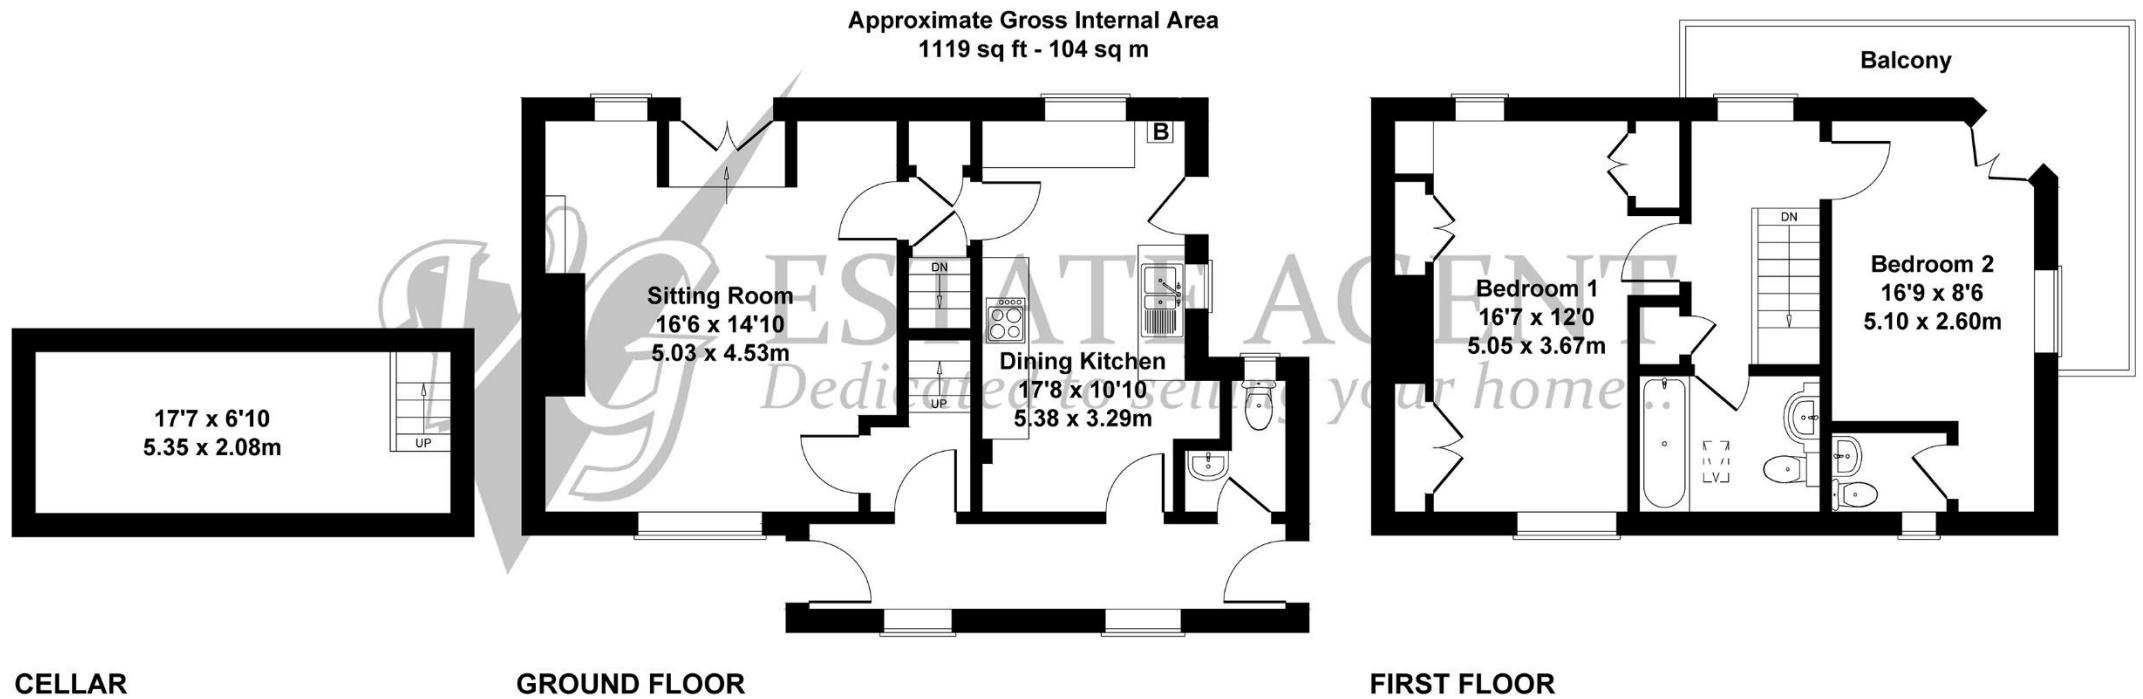 Approximate Gross Internal Area
1119 sq ft - 104 sq m
Balcony
B
DN
DN
Sitting Room
16'6 x 14'10
5.03 x 4.53m
UP
Dining Kitchen
17'8 x 10'10
5.38 x 3.29m
Bedroom 1
16'7 x 12'0
5.05 x 3.67m
Bedroom 2
16'9 x 8'6
5.10 x 2.60m
17'7 x 6'10
5.35 x 2.08m
UP
VG ESTATE AGENT
Dedicated to selling your home...
CELLAR
GROUND FLOOR
FIRST FLOOR